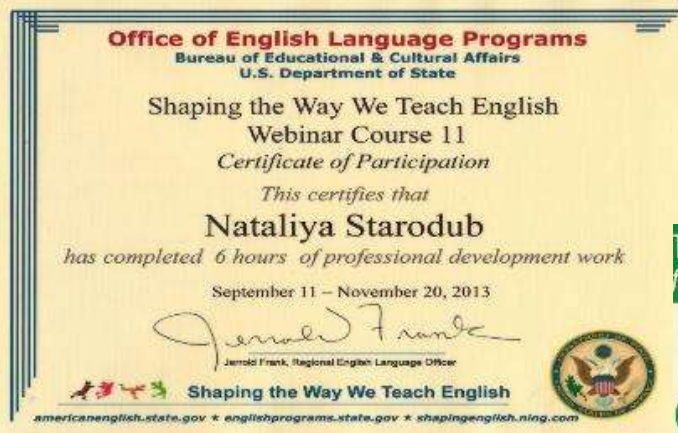 Office of English Language Programs
Bureau of Educational & Cultural Affairs
U.S. Department of State
Shaping the Way We Teach English
Webinar Course 11
Certificate of Participation
This certifies that
Nataliya Starodub
has completed 6 hours of professional development work
September 11 – November 20, 2013
Jerrold Frank
Jerrold Frank, Regional English Language Officer
Shaping the Way We Teach English
americanenglish.state.gov ★ englishprograms.state.gov ★ shapingenglish.ning.com